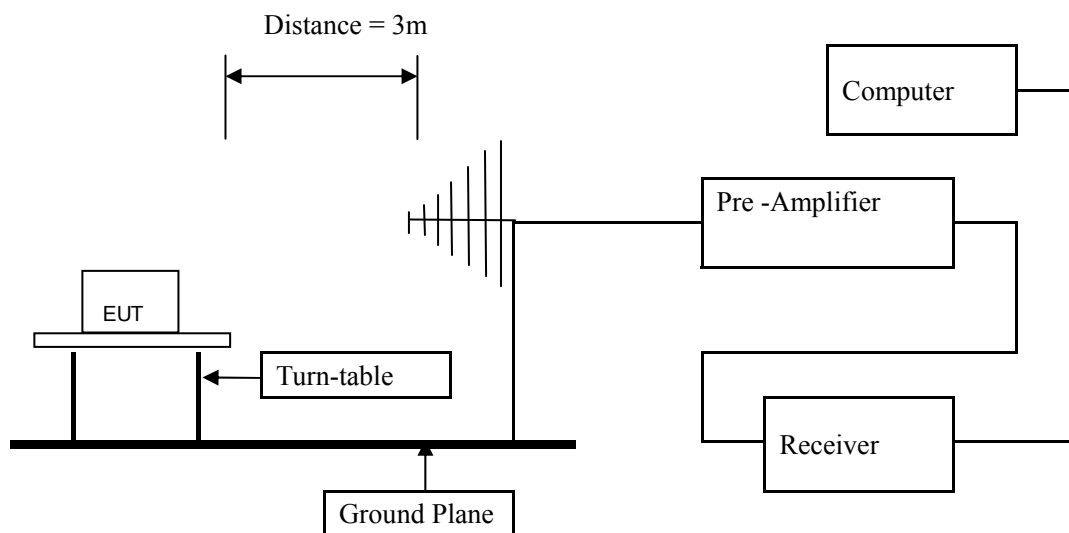 Distance = 3m
Computer
Pre -Amplifier
EUT
Turn-table
Receiver
Ground Plane